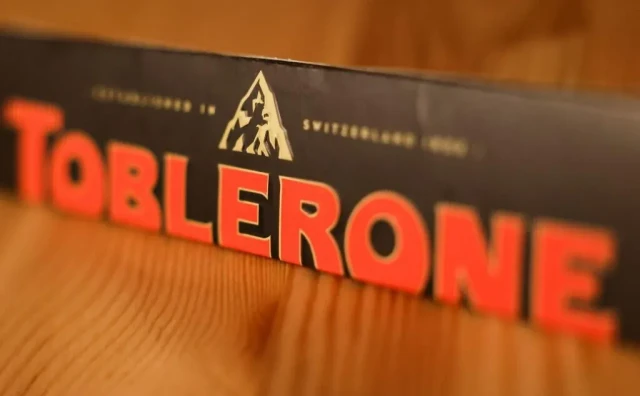 ESTABLISHED IN SWITZERLAND
TOBLERONE